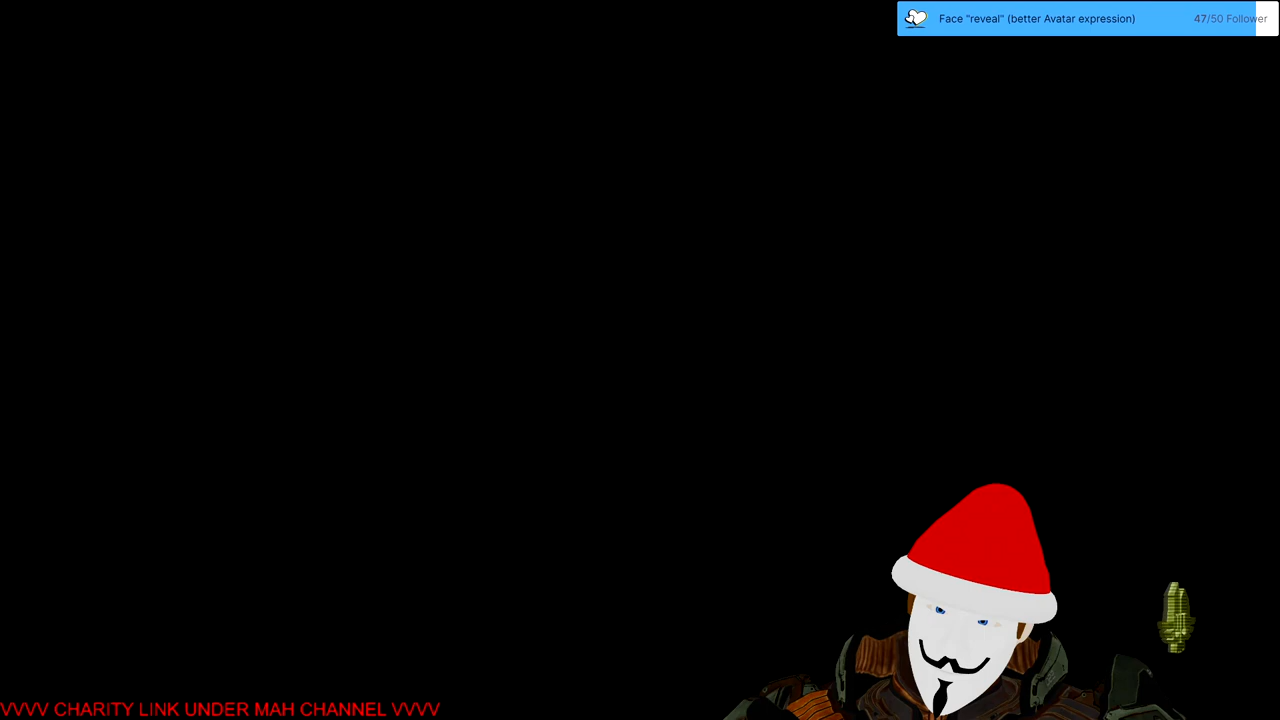 Face "reveal" (better Avatar expression) 47/50 Follower
VVVV CHARITY LINK UNDER MAH CHANNEL VVVV